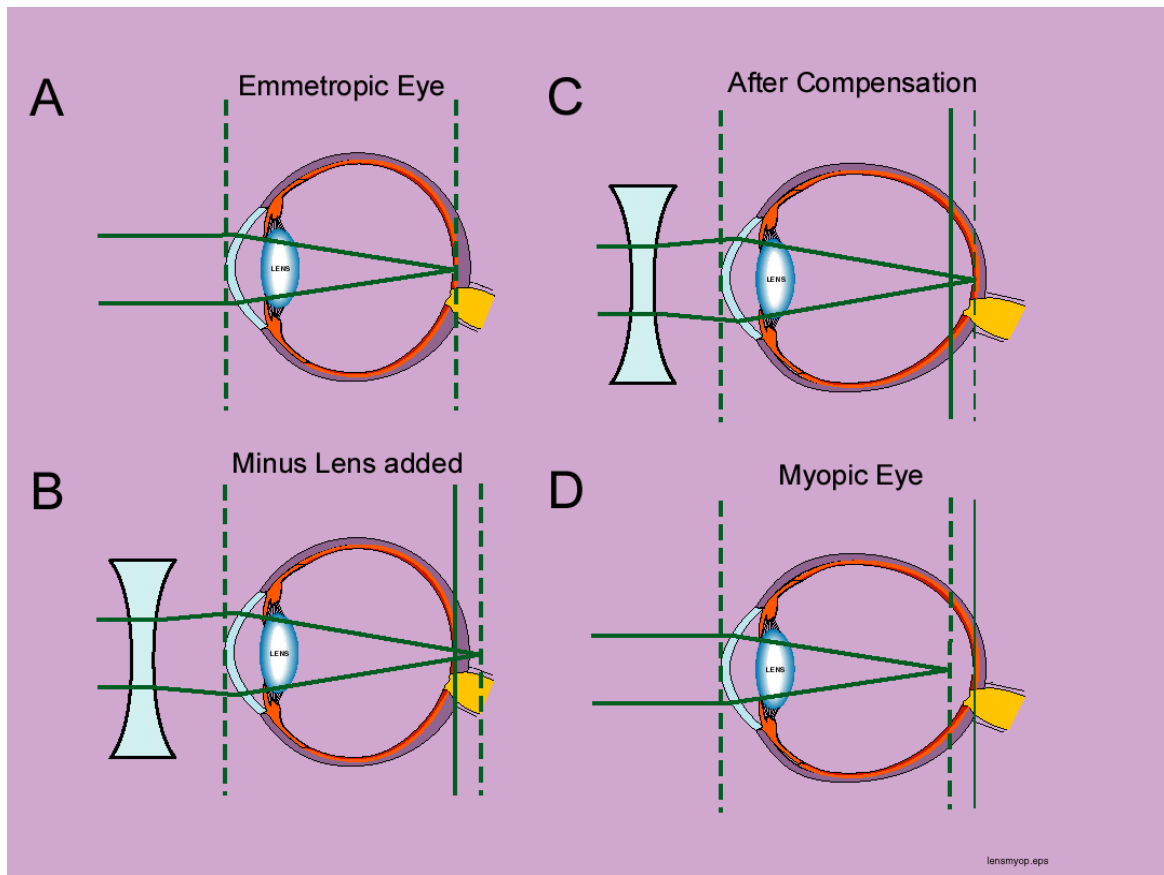 A
Emmetropic Eye
LENS
B
Minus Lens added
LENS
C
After Compensation
LENS
D
Myopic Eye
LENS
lensmyop.eps